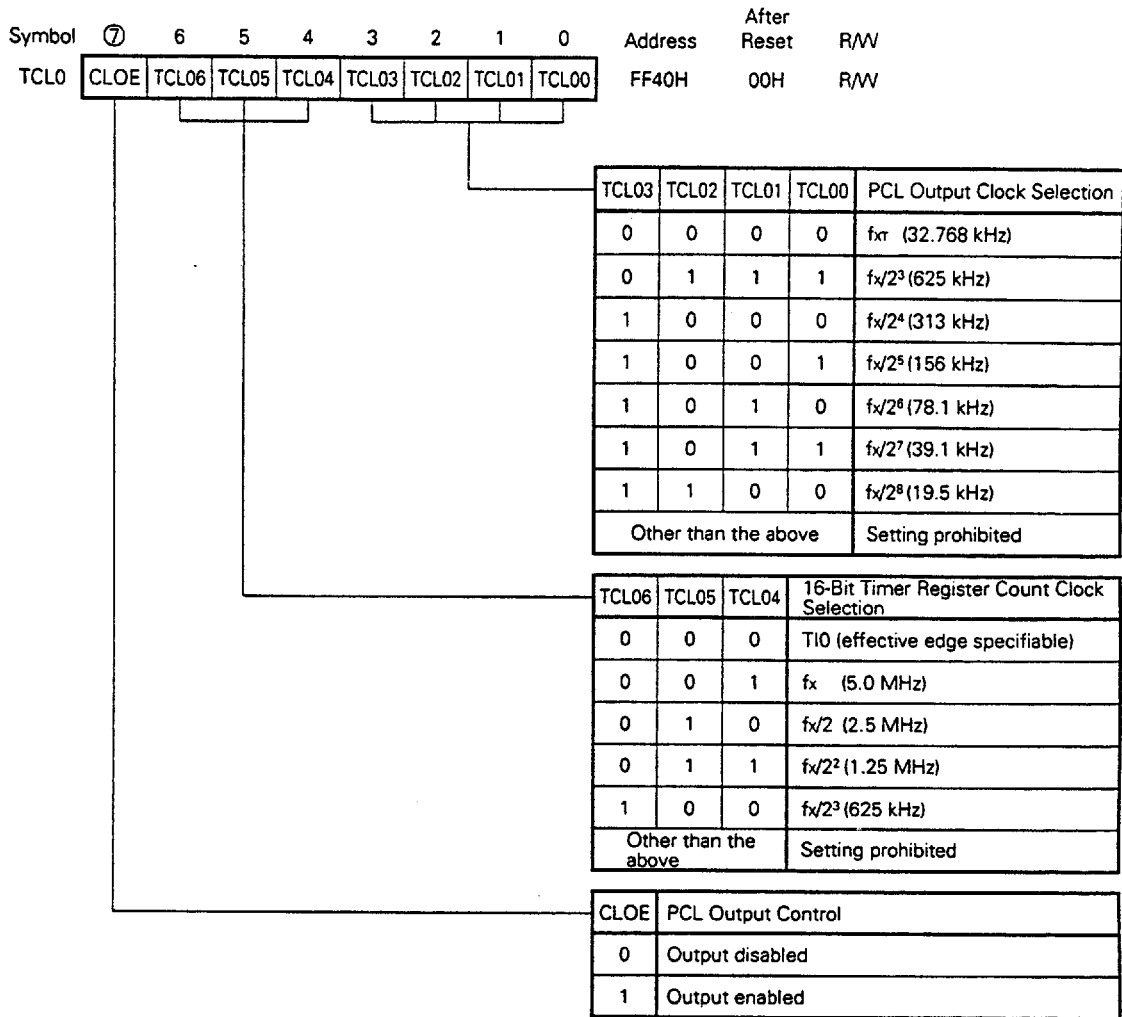 Symbol ⑦ 6 5 4 3 2 1 0 Address After Reset R/W
TCL0 CLOE TCL06 TCL05 TCL04 TCL03 TCL02 TCL01 TCL00 FF40H 00H R/W
TCL03 TCL02 TCL01 TCL00 PCL Output Clock Selection
0 0 0 0 fXT (32.768 kHz)
0 1 1 1 fX/2³ (625 kHz)
1 0 0 0 fX/2⁴ (313 kHz)
1 0 0 1 fX/2⁵ (156 kHz)
1 0 1 0 fX/2⁶ (78.1 kHz)
1 0 1 1 fX/2⁷ (39.1 kHz)
1 1 0 0 fX/2⁸ (19.5 kHz)
Other than the above Setting prohibited
TCL06 TCL05 TCL04 16-Bit Timer Register Count Clock Selection
0 0 0 TI0 (effective edge specifiable)
0 0 1 fX (5.0 MHz)
0 1 0 fX/2 (2.5 MHz)
0 1 1 fX/2² (1.25 MHz)
1 0 0 fX/2³ (625 kHz)
Other than the above Setting prohibited
CLOE PCL Output Control
0 Output disabled
1 Output enabled